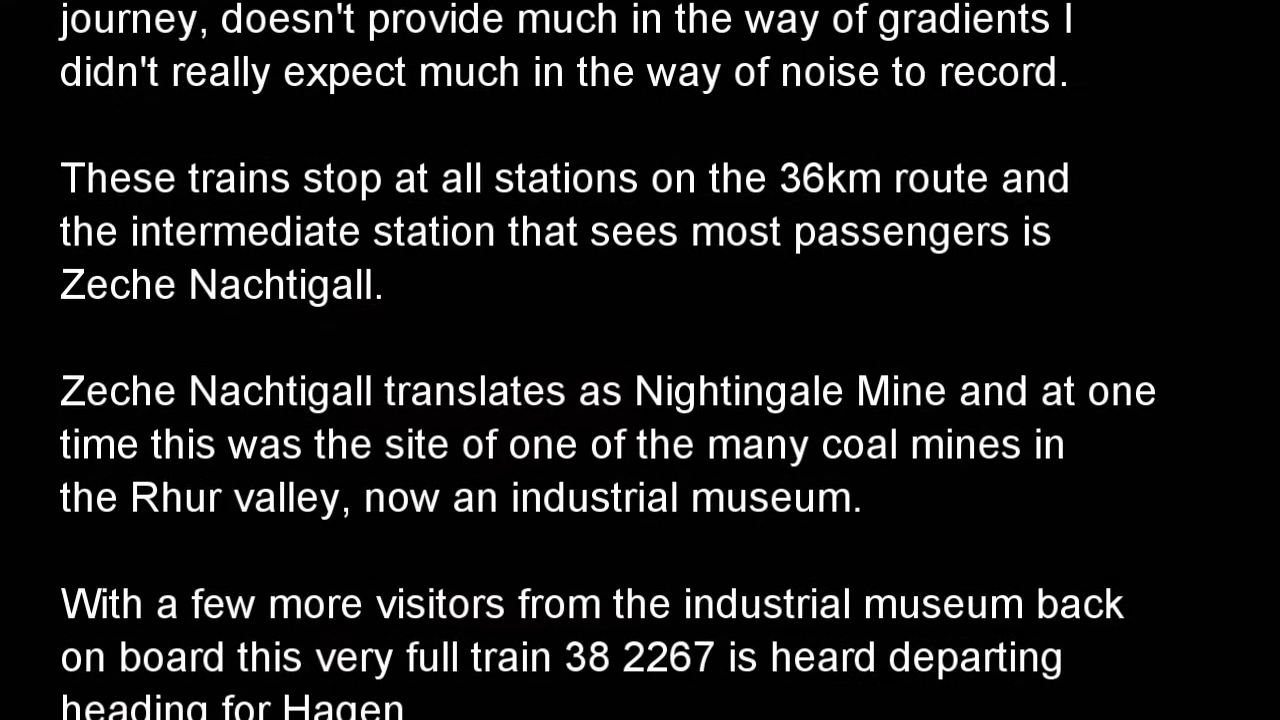 journey, doesn't provide much in the way of gradients I
didn't really expect much in the way of noise to record.
These trains stop at all stations on the 36km route and
the intermediate station that sees most passengers is
Zeche Nachtigall.
Zeche Nachtigall translates as Nightingale Mine and at one
time this was the site of one of the many coal mines in
the Rhur valley, now an industrial museum.
With a few more visitors from the industrial museum back
on board this very full train 38 2267 is heard departing
heading for Hagen